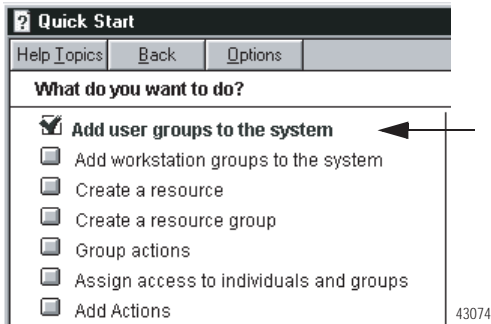 Quick Start
Help Topics Back Options
What do you want to do?
Add user groups to the system
Add workstation groups to the system
Create a resource
Create a resource group
Group actions
Assign access to individuals and groups
Add Actions
43074